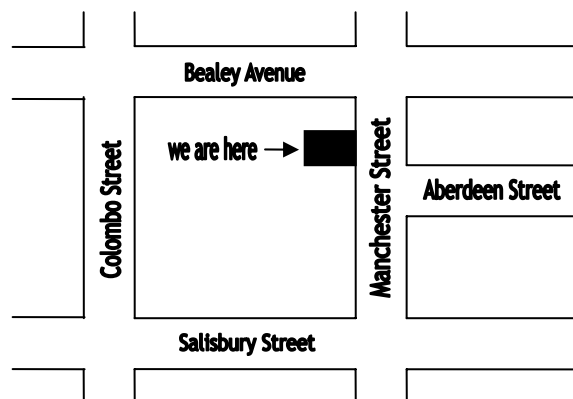 Bealey Avenue
we are here
Colombo Street
Manchester Street
Aberdeen Street
Salisbury Street